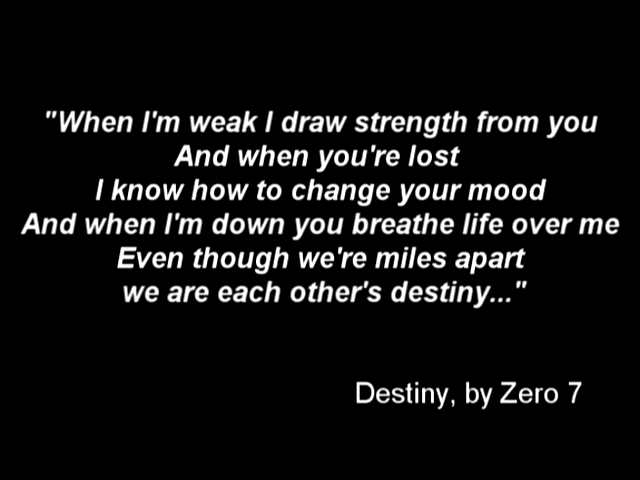 "When I'm weak I draw strength from you
And when you're lost
I know how to change your mood
And when I'm down you breathe life over me
Even though we're miles apart
we are each other's destiny..."
Destiny, by Zero 7